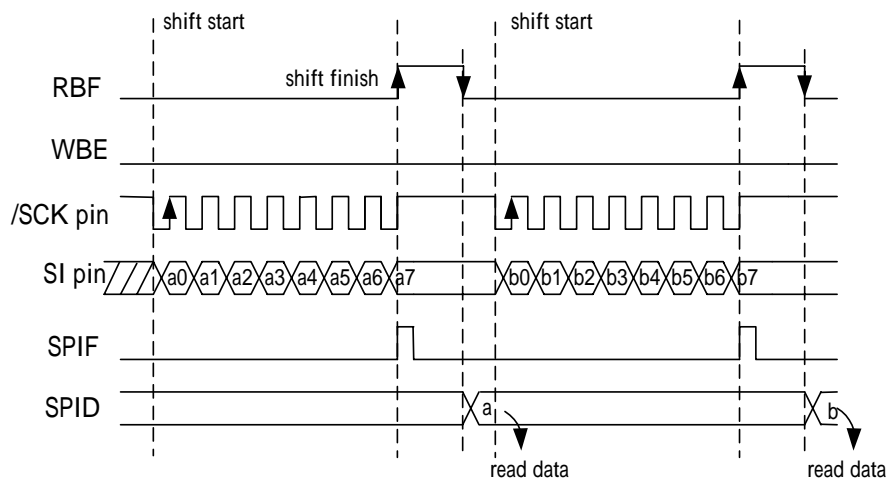 shift start shift start
shift finish
RBF
WBE
/SCK pin
SI pin a0 a1 a2 a3 a4 a5 a6 a7 b0 b1 b2 b3 b4 b5 b6 b7
SPIF
SPID a b
read data read data